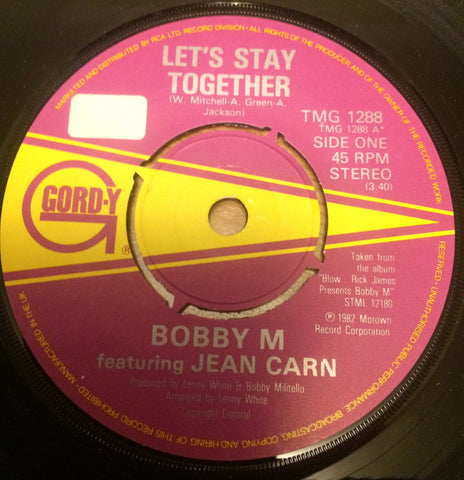 MARKETED AND DISTRIBUTED BY RCA LTD. RECORD DIVISION • ALL RIGHTS OF THE PRODUCER AND OF THE OWNER OF THE RECORDED WORK
RESERVED • UNAUTHORISED PUBLIC PERFORMANCE, BROADCASTING, COPYING AND HIRING OF THIS RECORDING PROHIBITED. MANUFACTURED IN THE UK
LET'S STAY
TOGETHER
(W. Mitchell-A. Green-A.
Jackson)
TMG 1288
TMG 1288 A
SIDE ONE
45 RPM
STEREO
(3.40)
GORD-Y
®
Taken from
the album
"Blow... Rick James
Presents Bobby M"
STML 12180
℗ 1982 Motown
Record Corporation
BOBBY M
featuring JEAN CARN
Produced by Lenny White & Bobby Militello
Arranged by Lenny White
Copyright Control